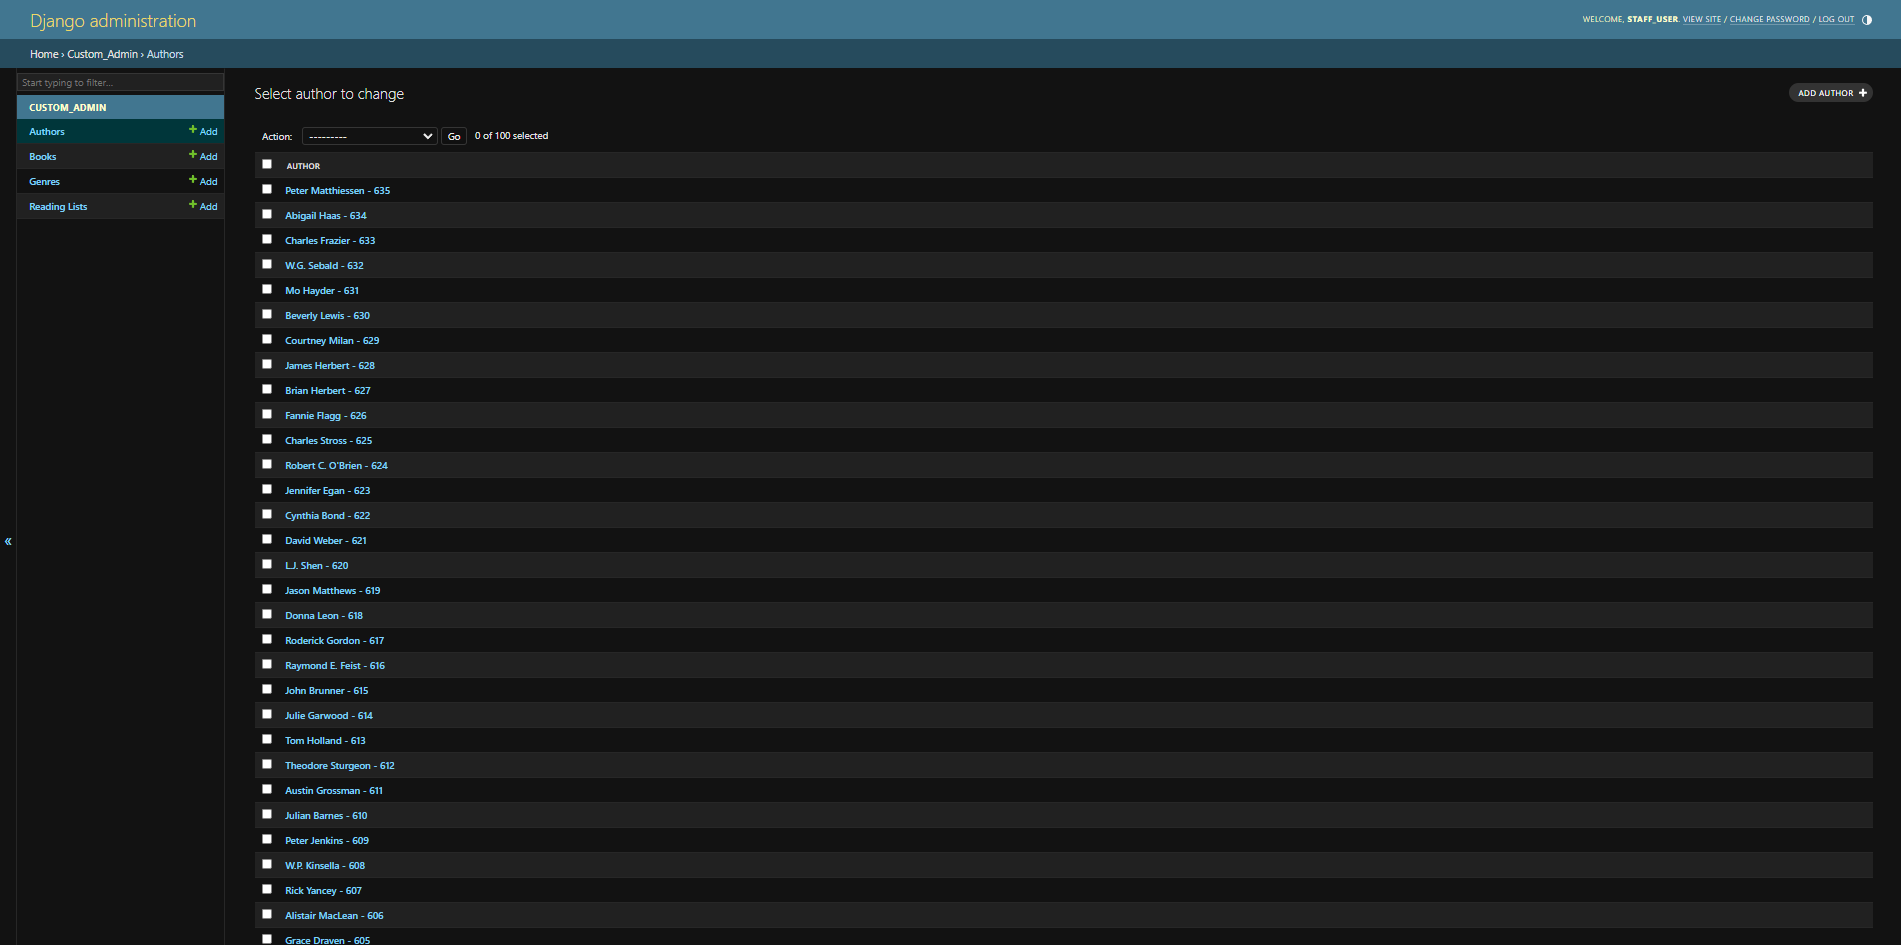 Django administration
WELCOME, STAFF_USER. VIEW SITE / CHANGE PASSWORD / LOG OUT
Home › Custom_Admin › Authors
Start typing to filter...
CUSTOM_ADMIN
Authors + Add
Books + Add
Genres + Add
Reading Lists + Add
«
Select author to change
ADD AUTHOR +
Action: --------- Go 0 of 100 selected
AUTHOR
Peter Matthiessen - 635
Abigail Haas - 634
Charles Frazier - 633
W.G. Sebald - 632
Mo Hayder - 631
Beverly Lewis - 630
Courtney Milan - 629
James Herbert - 628
Brian Herbert - 627
Fannie Flagg - 626
Charles Stross - 625
Robert C. O'Brien - 624
Jennifer Egan - 623
Cynthia Bond - 622
David Weber - 621
L.J. Shen - 620
Jason Matthews - 619
Donna Leon - 618
Roderick Gordon - 617
Raymond E. Feist - 616
John Brunner - 615
Julie Garwood - 614
Tom Holland - 613
Theodore Sturgeon - 612
Austin Grossman - 611
Julian Barnes - 610
Peter Jenkins - 609
W.P. Kinsella - 608
Rick Yancey - 607
Alistair MacLean - 606
Grace Draven - 605